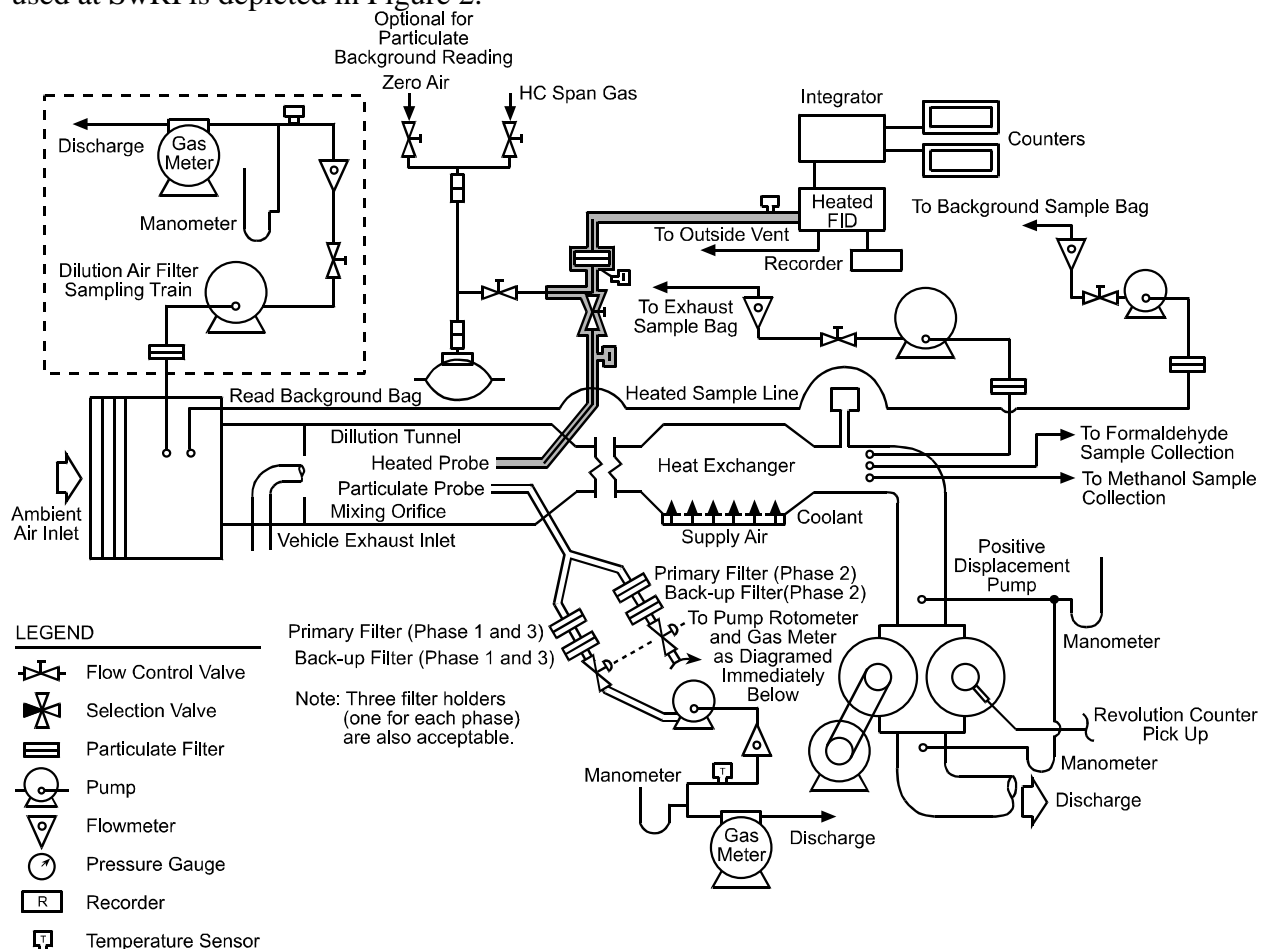 used at SwRI is depicted in Figure 2.
Optional for
Particulate
Background Reading
Zero Air
HC Span Gas
Integrator
Counters
Discharge
Gas
Meter
Manometer
Heated
FID
To Background Sample Bag
To Outside Vent
Recorder
Dilution Air Filter
Sampling Train
To Exhaust
Sample Bag
Read Background Bag
Heated Sample Line
Dillution Tunnel
Heated Probe
Heat Exchanger
To Formaldehyde
Sample Collection
Particulate Probe
To Methanol Sample
Collection
Ambient
Air Inlet
Mixing Orifice
Coolant
Vehicle Exhaust Inlet
Supply Air
Positive
Displacement
Pump
Primary Filter (Phase 2)
Back-up Filter(Phase 2)
To Pump Rotometer
and Gas Meter
as Diagramed
Immediately
Below
Manometer
LEGEND
Primary Filter (Phase 1 and 3)
Back-up Filter (Phase 1 and 3)
Flow Control Valve
Note: Three filter holders
(one for each phase)
are also acceptable.
Selection Valve
Revolution Counter
Pick Up
Particulate Filter
Manometer
T
Manometer
Pump
Discharge
Flowmeter
Gas
Meter
Discharge
Pressure Gauge
R
Recorder
T
Temperature Sensor